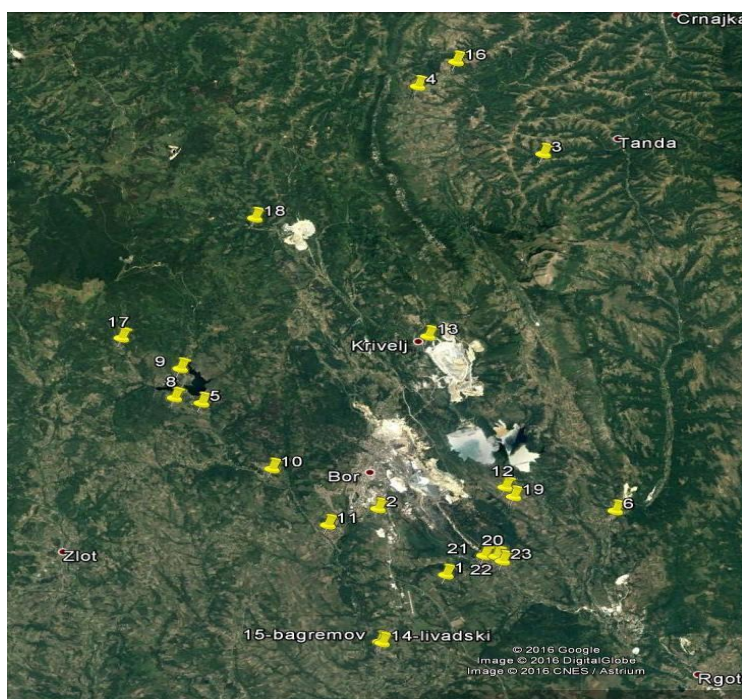 Crnajka
16
4
3
Tanda
18
17
13
Krivelj
9
8
5
10
Bor
12
19
2
6
11
Zlot
21 20 23
1 22
15-bagremov 14-livadski
© 2016 Google
Image © 2016 DigitalGlobe
Image © 2016 CNES / Astrium
Rgot